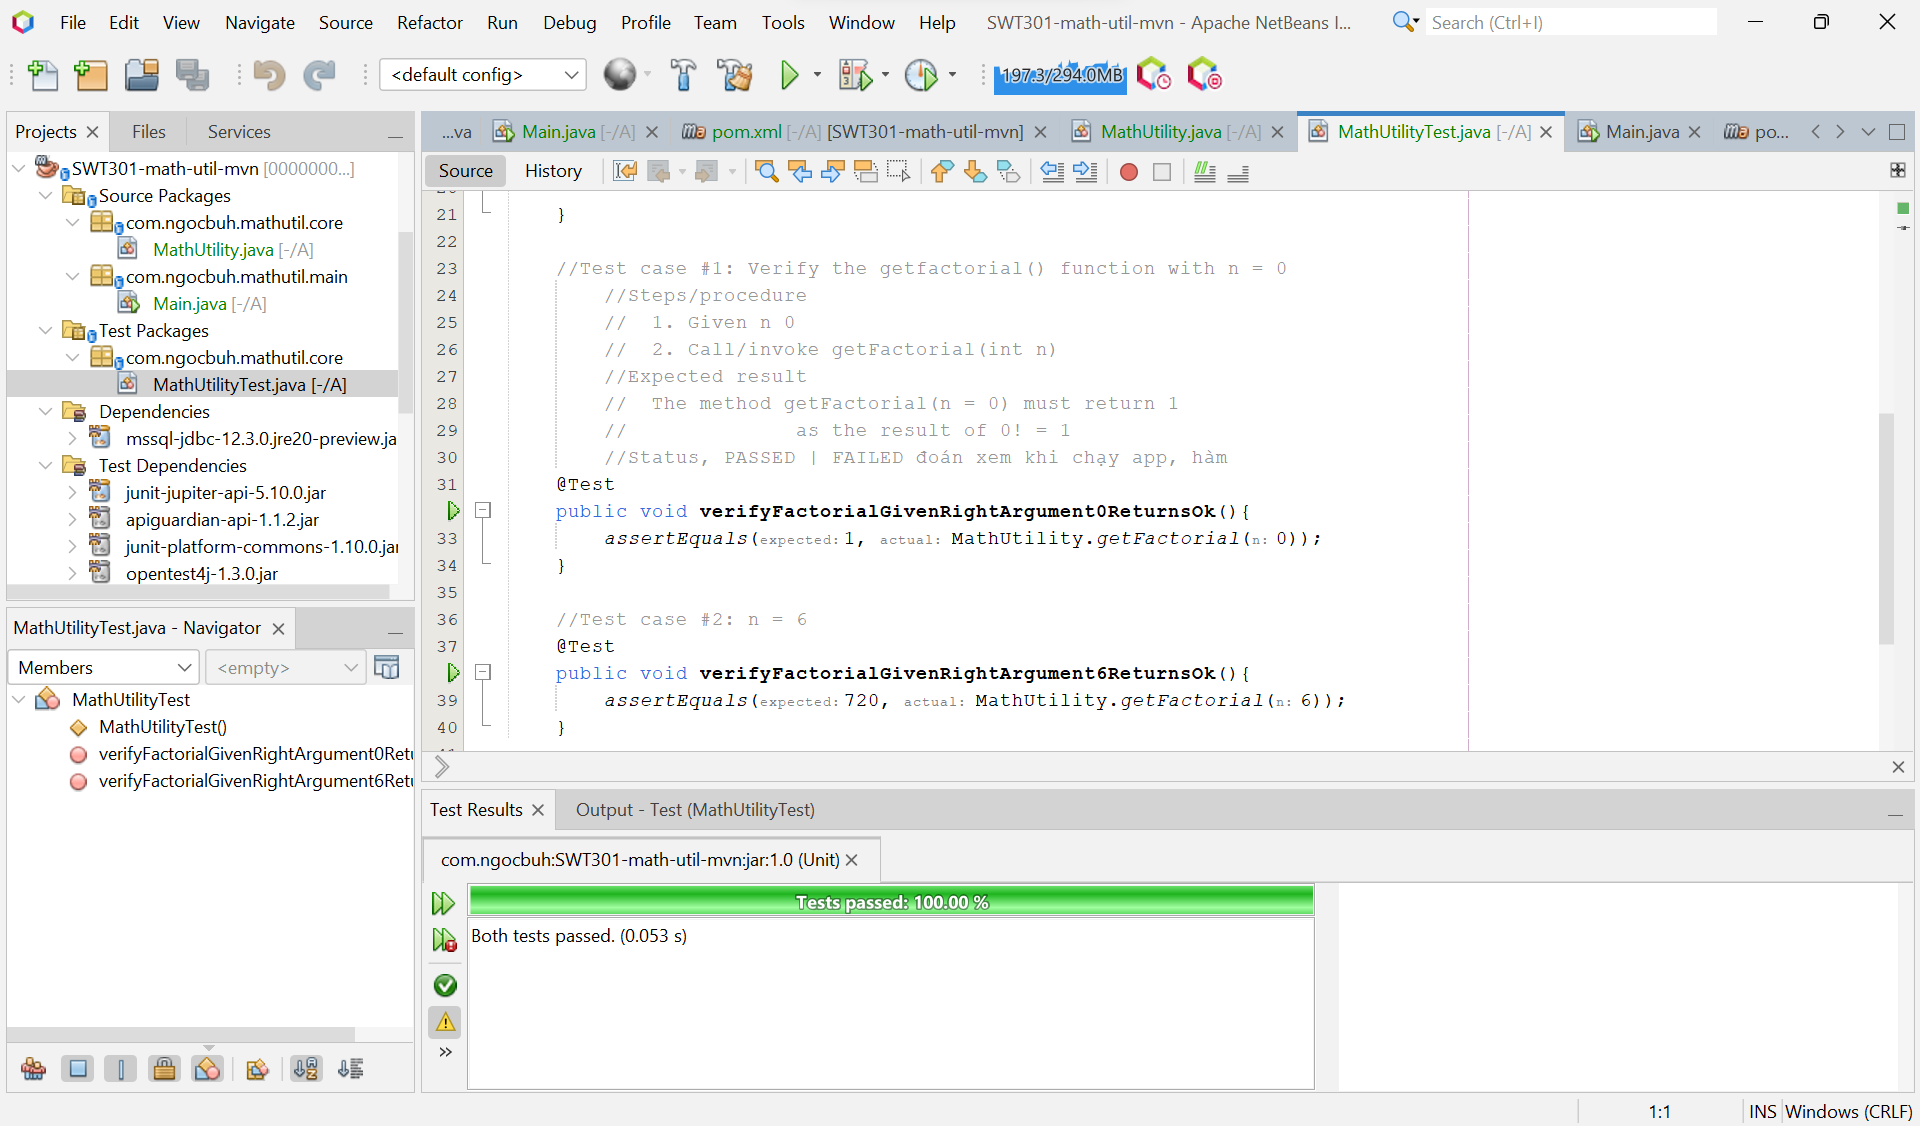 File Edit View Navigate Source Refactor Run Debug Profile Team Tools Window Help SWT301-math-util-mvn - Apache NetBeans I... Search (Ctrl+I)
<default config> 197.3/294.0MB
Projects Files Services
...va Main.java [-/A] pom.xml [-/A] [SWT301-math-util-mvn] MathUtility.java [-/A] MathUtilityTest.java [-/A] Main.java po...
Source History
SWT301-math-util-mvn [0000000...]
Source Packages
com.ngocbuh.mathutil.core
MathUtility.java [-/A]
com.ngocbuh.mathutil.main
Main.java [-/A]
Test Packages
com.ngocbuh.mathutil.core
MathUtilityTest.java [-/A]
Dependencies
mssql-jdbc-12.3.0.jre20-preview.ja
Test Dependencies
junit-jupiter-api-5.10.0.jar
apiguardian-api-1.1.2.jar
junit-platform-commons-1.10.0.jar
opentest4j-1.3.0.jar
21 }
22
23 //Test case #1: Verify the getfactorial() function with n = 0
24 //Steps/procedure
25 // 1. Given n 0
26 // 2. Call/invoke getFactorial(int n)
27 //Expected result
28 // The method getFactorial(n = 0) must return 1
29 // as the result of 0! = 1
30 //Status, PASSED | FAILED đoán xem khi chạy app, hàm
31 @Test
public void verifyFactorialGivenRightArgument0ReturnsOk(){
33 assertEquals(expected: 1, actual: MathUtility.getFactorial(n: 0));
34 }
35
36 //Test case #2: n = 6
37 @Test
public void verifyFactorialGivenRightArgument6ReturnsOk(){
39 assertEquals(expected: 720, actual: MathUtility.getFactorial(n: 6));
40 }
MathUtilityTest.java - Navigator
Members <empty>
MathUtilityTest
MathUtilityTest()
verifyFactorialGivenRightArgument0Retu
verifyFactorialGivenRightArgument6Retu
Test Results Output - Test (MathUtilityTest)
com.ngocbuh:SWT301-math-util-mvn:jar:1.0 (Unit)
Tests passed: 100.00 %
Both tests passed. (0.053 s)
1:1 INS Windows (CRLF)